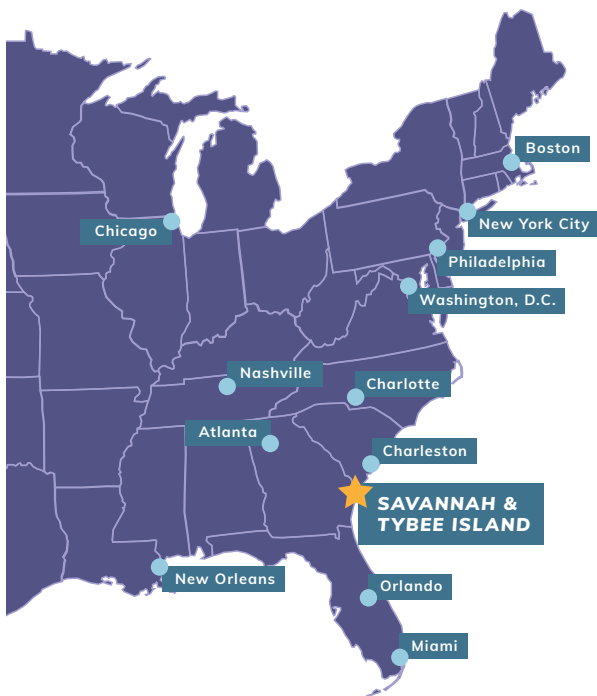 Boston
New York City
Chicago
Philadelphia
Washington, D.C.
Nashville
Charlotte
Atlanta
Charleston
SAVANNAH &
TYBEE ISLAND
New Orleans
Orlando
Miami